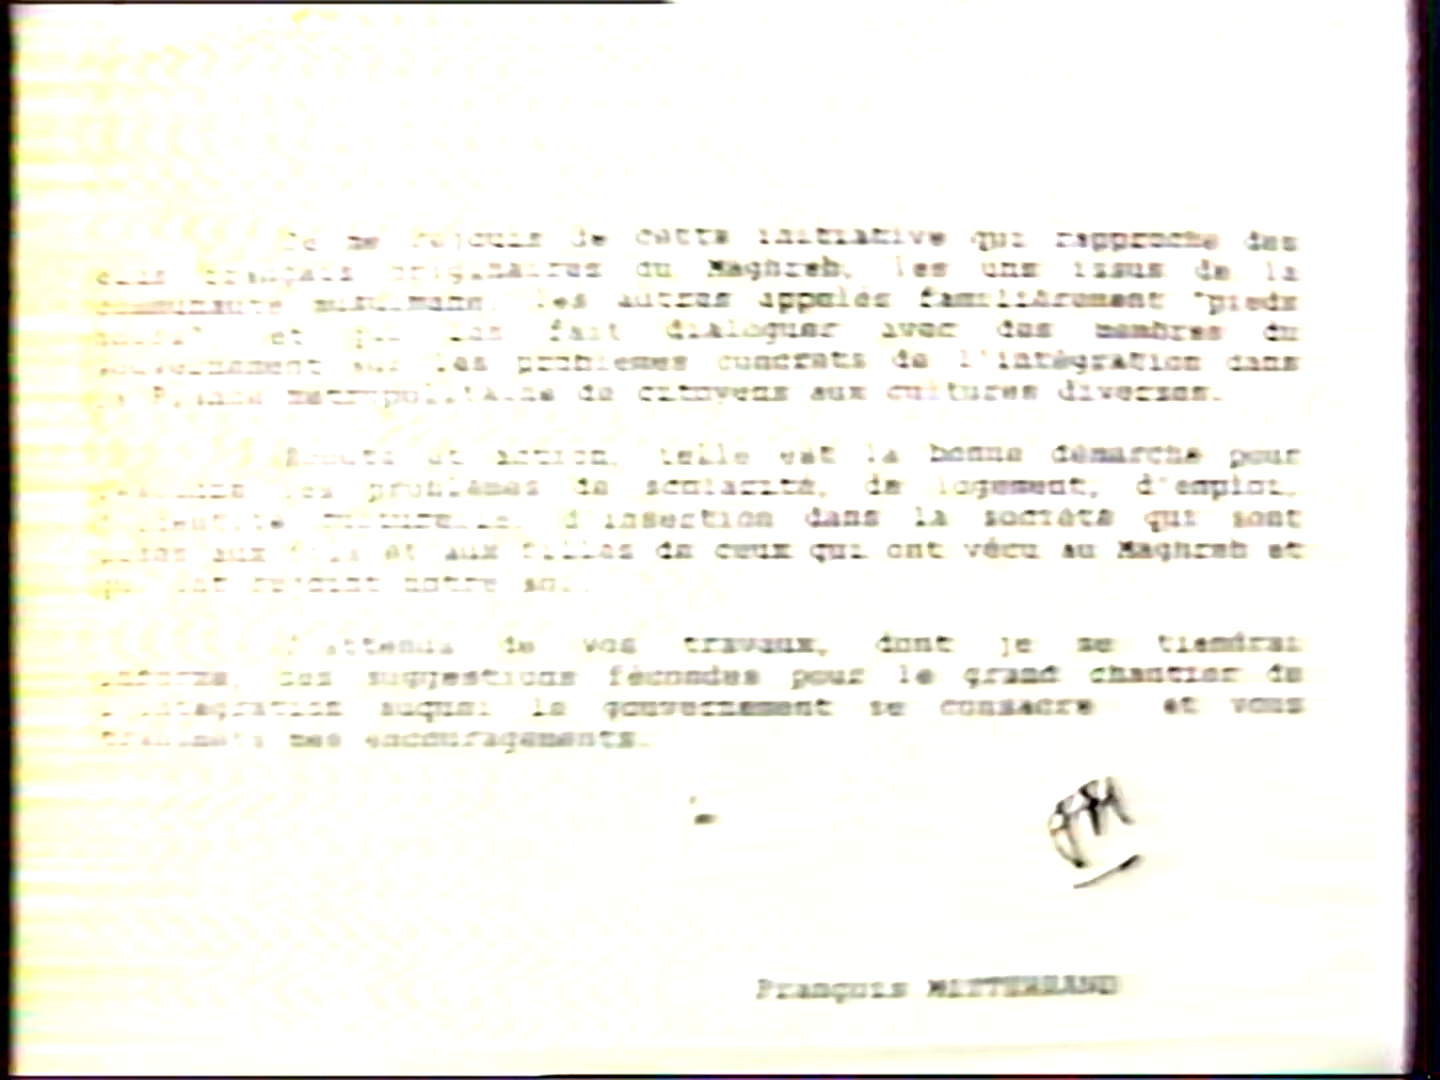 Je me réjouis de cette initiative qui rapproche des
élus français originaires du Maghreb, les uns issus de la
communauté musulmane, les autres appelés familièrement "pieds
noirs" et qui les fait dialoguer avec des membres du
gouvernement sur les problèmes concrets de l'intégration dans
la France métropolitaine de citoyens aux cultures diverses.
Ecoute et action, telle est la bonne démarche pour
les problèmes de scolarité, de logement, d'emploi,
d'identité culturelle, d'insertion dans la société qui sont
aux fils et aux filles de ceux qui ont vécu au Maghreb et
qui ont rejoint notre sol.
J'attends de vos travaux, dont je me tiendrai
informé, des suggestions fécondes pour le grand chantier de
l'intégration auquel le gouvernement se consacre et vous
transmets mes encouragements.
FM
François MITTERRAND